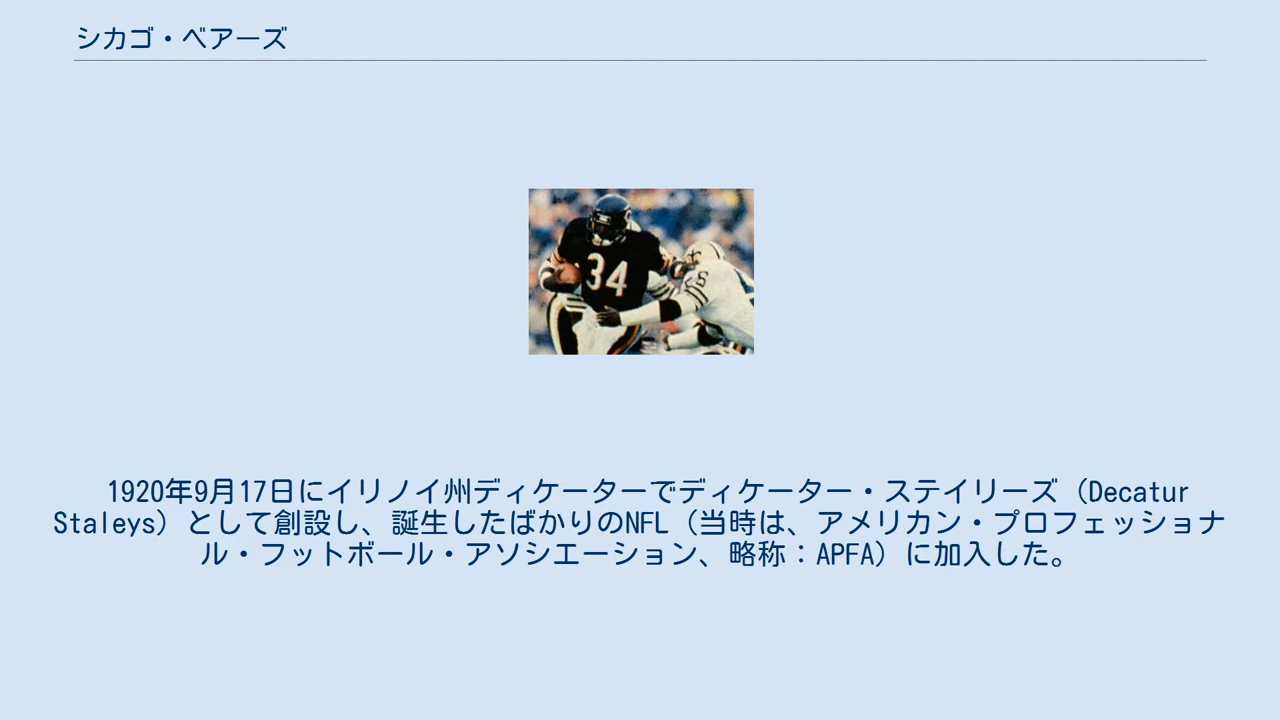 シカゴ・ベアーズ
34
1920年9月17日にイリノイ州ディケーターでディケーター・ステイリーズ（Decatur
Staleys）として創設し、誕生したばかりのNFL（当時は、アメリカン・プロフェッショナ
ル・フットボール・アソシエーション、略称：APFA）に加入した。